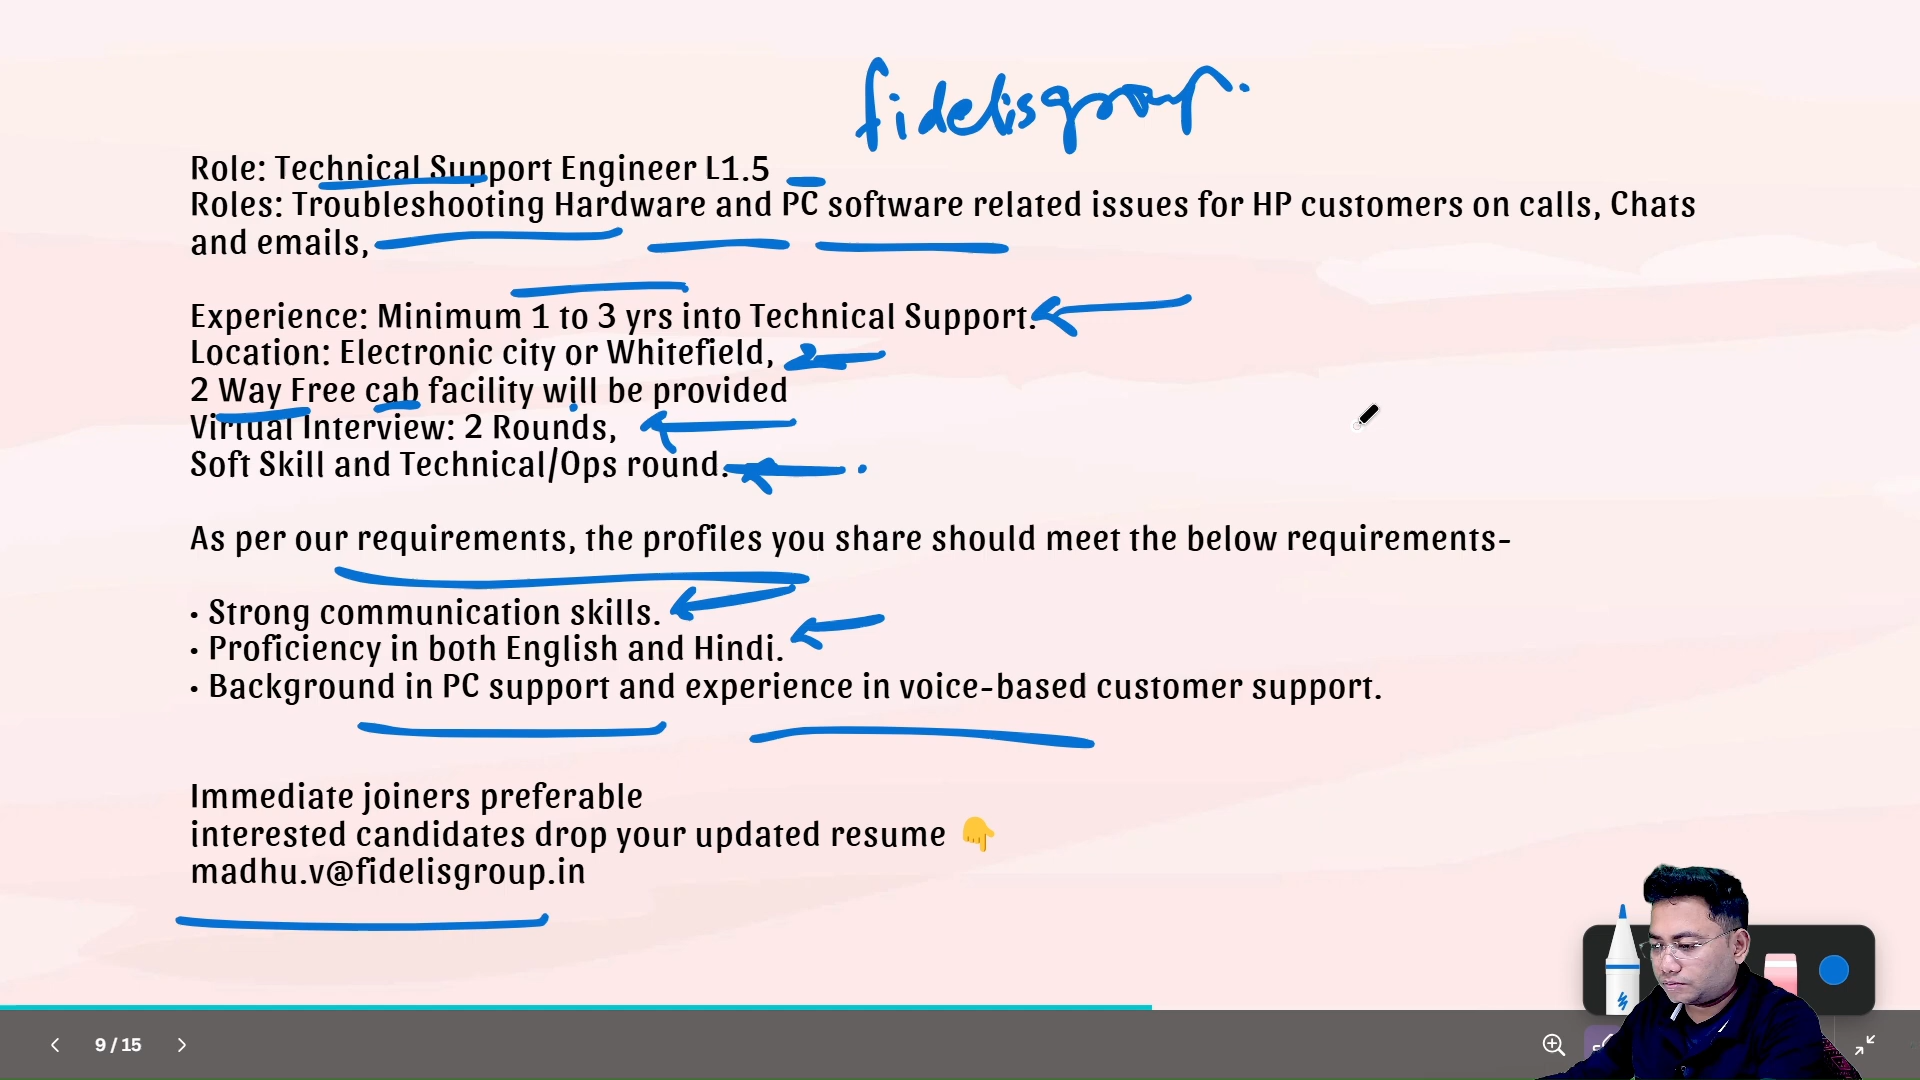 fidelisgroup.
Role: Technical Support Engineer L1.5
Roles: Troubleshooting Hardware and PC software related issues for HP customers on calls, Chats
and emails,
Experience: Minimum 1 to 3 yrs into Technical Support.
Location: Electronic city or Whitefield,
2 Way Free cab facility will be provided
Virtual Interview: 2 Rounds,
Soft Skill and Technical/Ops round.
As per our requirements, the profiles you share should meet the below requirements-
• Strong communication skills.
• Proficiency in both English and Hindi.
• Background in PC support and experience in voice-based customer support.
Immediate joiners preferable
interested candidates drop your updated resume 👇
madhu.v@fidelisgroup.in
9 / 15